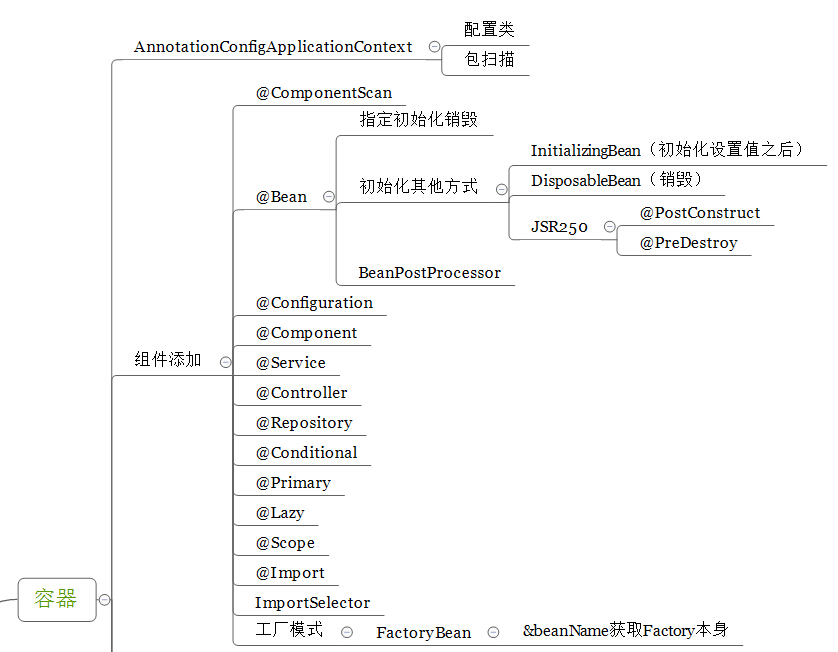 配置类
AnnotationConfigApplicationContext
包扫描
@ComponentScan
指定初始化销毁
InitializingBean（初始化设置值之后）
初始化其他方式
DisposableBean（销毁）
@Bean
@PostConstruct
JSR250
@PreDestroy
BeanPostProcessor
@Configuration
@Component
组件添加
@Service
@Controller
@Repository
@Conditional
@Primary
@Lazy
@Scope
@Import
容器
ImportSelector
工厂模式
FactoryBean
&beanName获取Factory本身